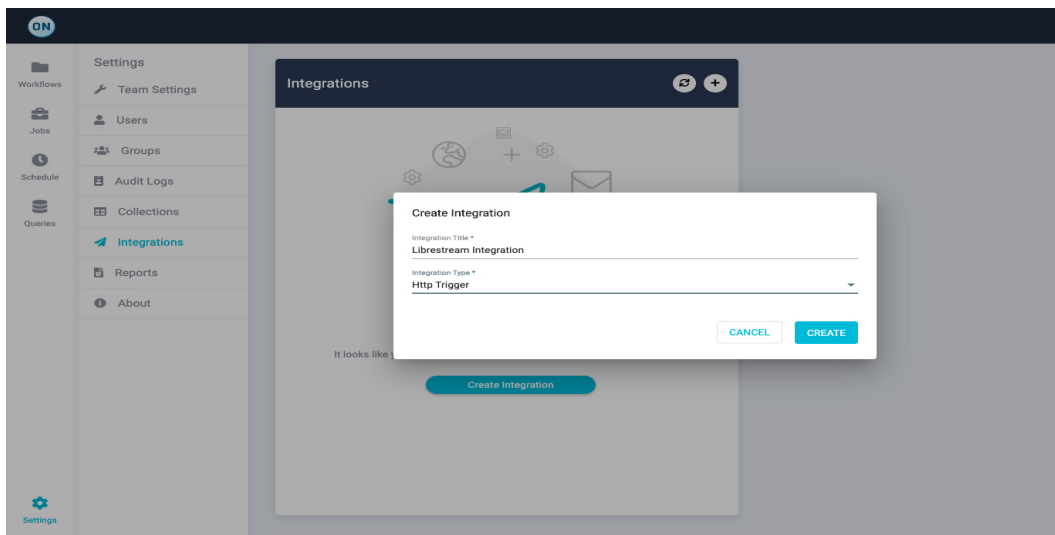 ON
Workflows
Jobs
Schedule
Queries
Settings
Settings
Team Settings
Users
Groups
Audit Logs
Collections
Integrations
Reports
About
Integrations
It looks like
Create Integration
Create Integration
Integration Title *
Librestream Integration
Integration Type *
Http Trigger
CANCEL
CREATE